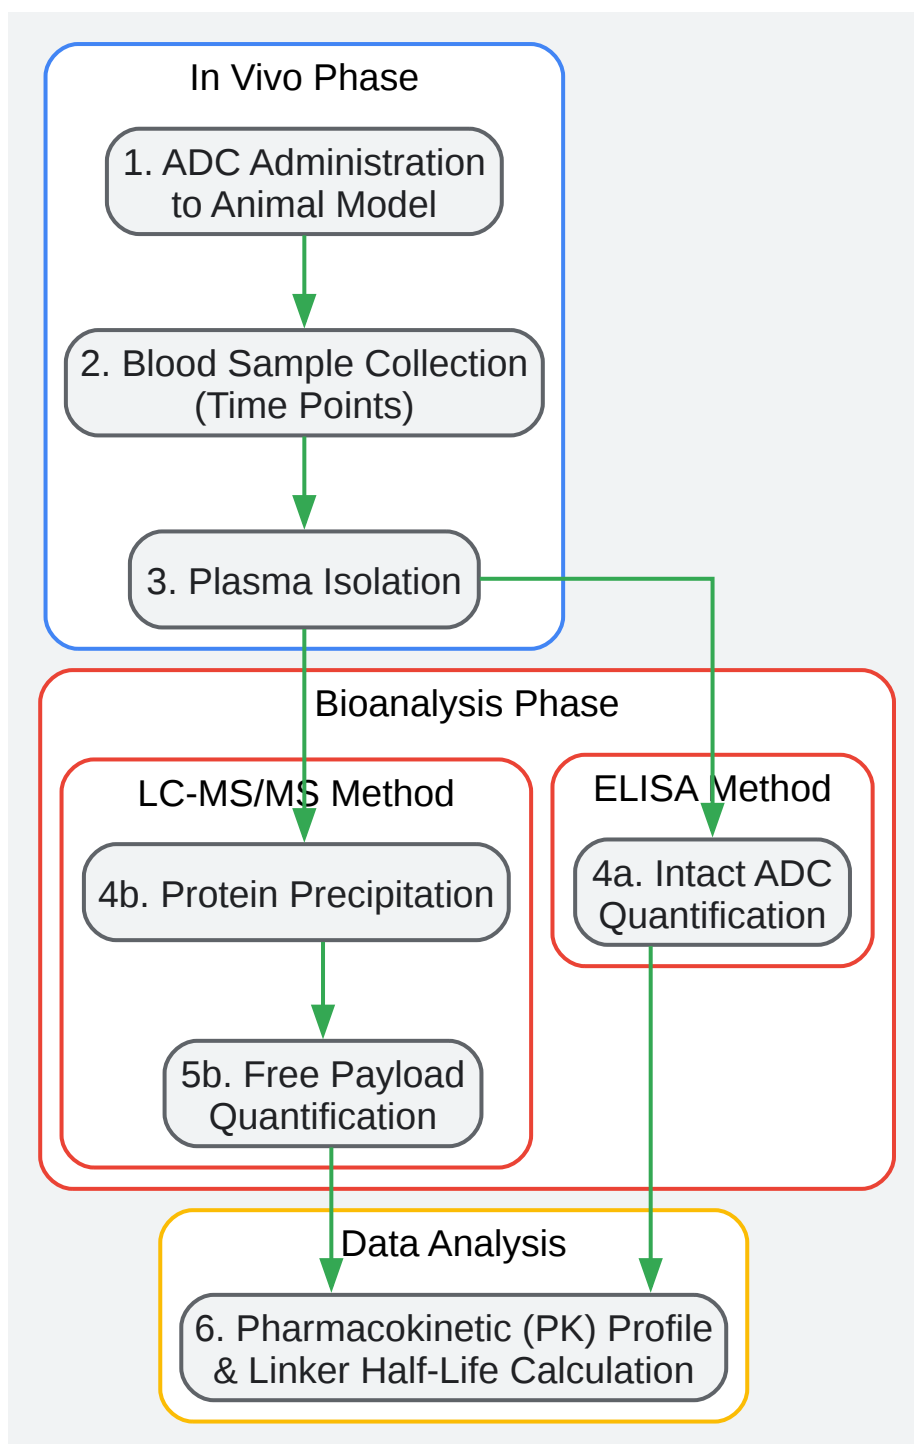 In Vivo Phase
1. ADC Administration
to Animal Model
2. Blood Sample Collection
(Time Points)
3. Plasma Isolation
Bioanalysis Phase
LC-MS/MS Method
4b. Protein Precipitation
5b. Free Payload
Quantification
ELISA Method
4a. Intact ADC
Quantification
Data Analysis
6. Pharmacokinetic (PK) Profile
& Linker Half-Life Calculation